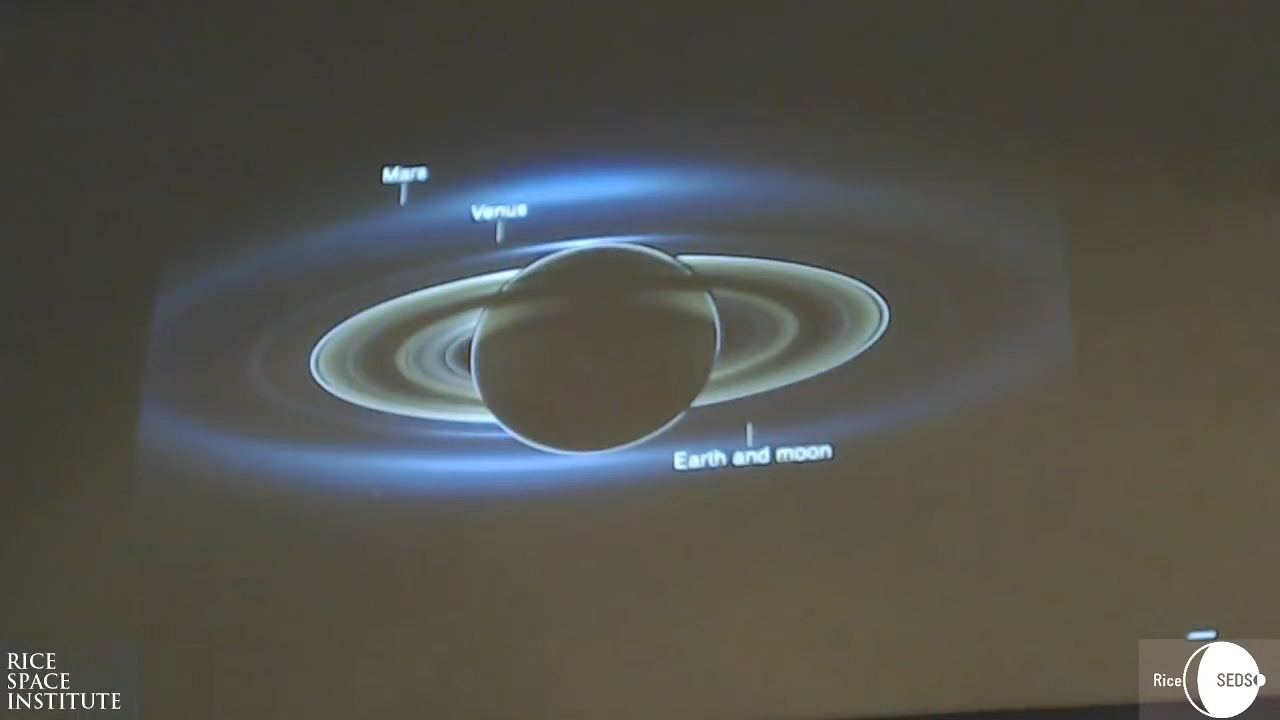 Mars
Venus
Earth and moon
RICE
SPACE
INSTITUTE
Rice SEDS